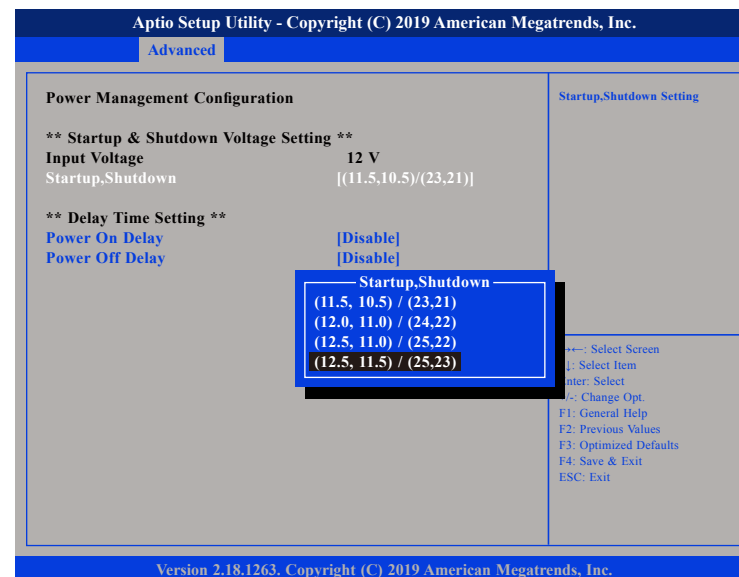 Aptio Setup Utility - Copyright (C) 2019 American Megatrends, Inc.
Advanced
Power Management Configuration
** Startup & Shutdown Voltage Setting **
Input Voltage 12 V
Startup,Shutdown [(11.5,10.5)/(23,21)]
** Delay Time Setting **
Power On Delay [Disable]
Power Off Delay [Disable]
Startup,Shutdown
(11.5, 10.5) / (23,21)
(12.0, 11.0) / (24,22)
(12.5, 11.0) / (25,22)
(12.5, 11.5) / (25,23)
Startup,Shutdown Setting
←: Select Screen
: Select Item
: Select
/-: Change Opt.
F1: General Help
F2: Previous Values
F3: Optimized Defaults
F4: Save & Exit
ESC: Exit
Version 2.18.1263. Copyright (C) 2019 American Megatrends, Inc.